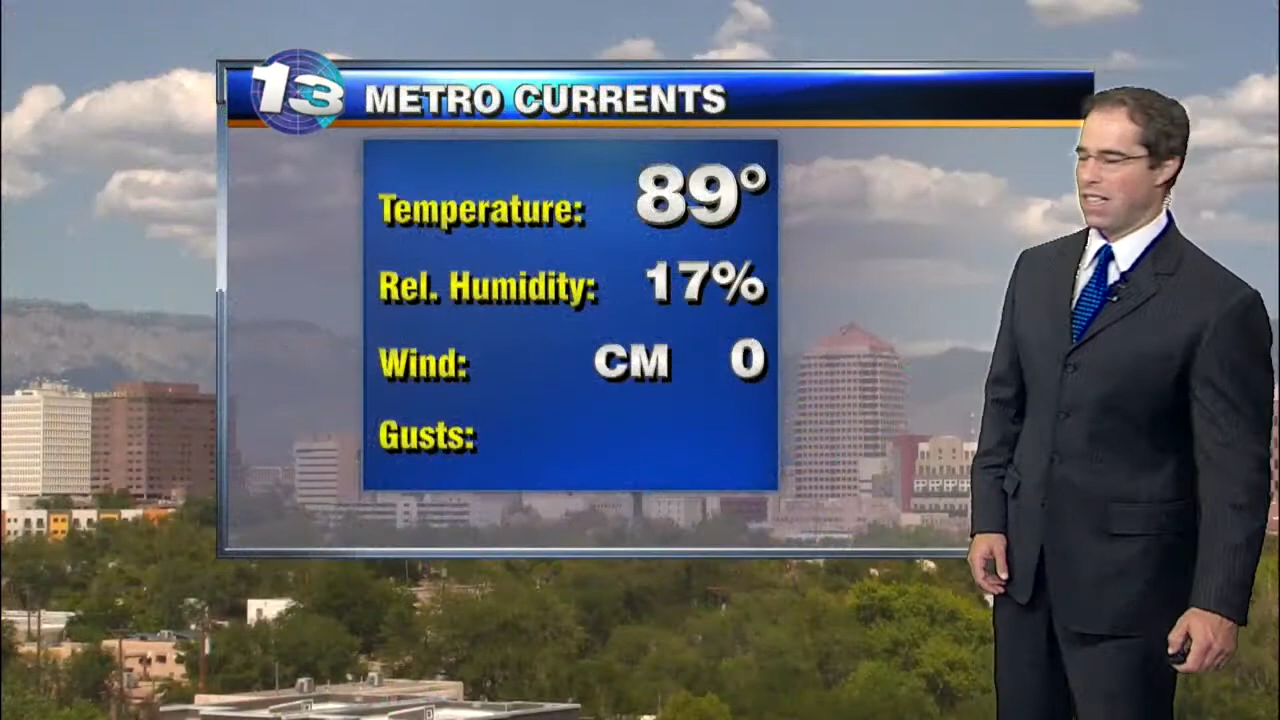 13 METRO CURRENTS
Temperature: 89°
Rel. Humidity: 17%
Wind: CM 0
Gusts: